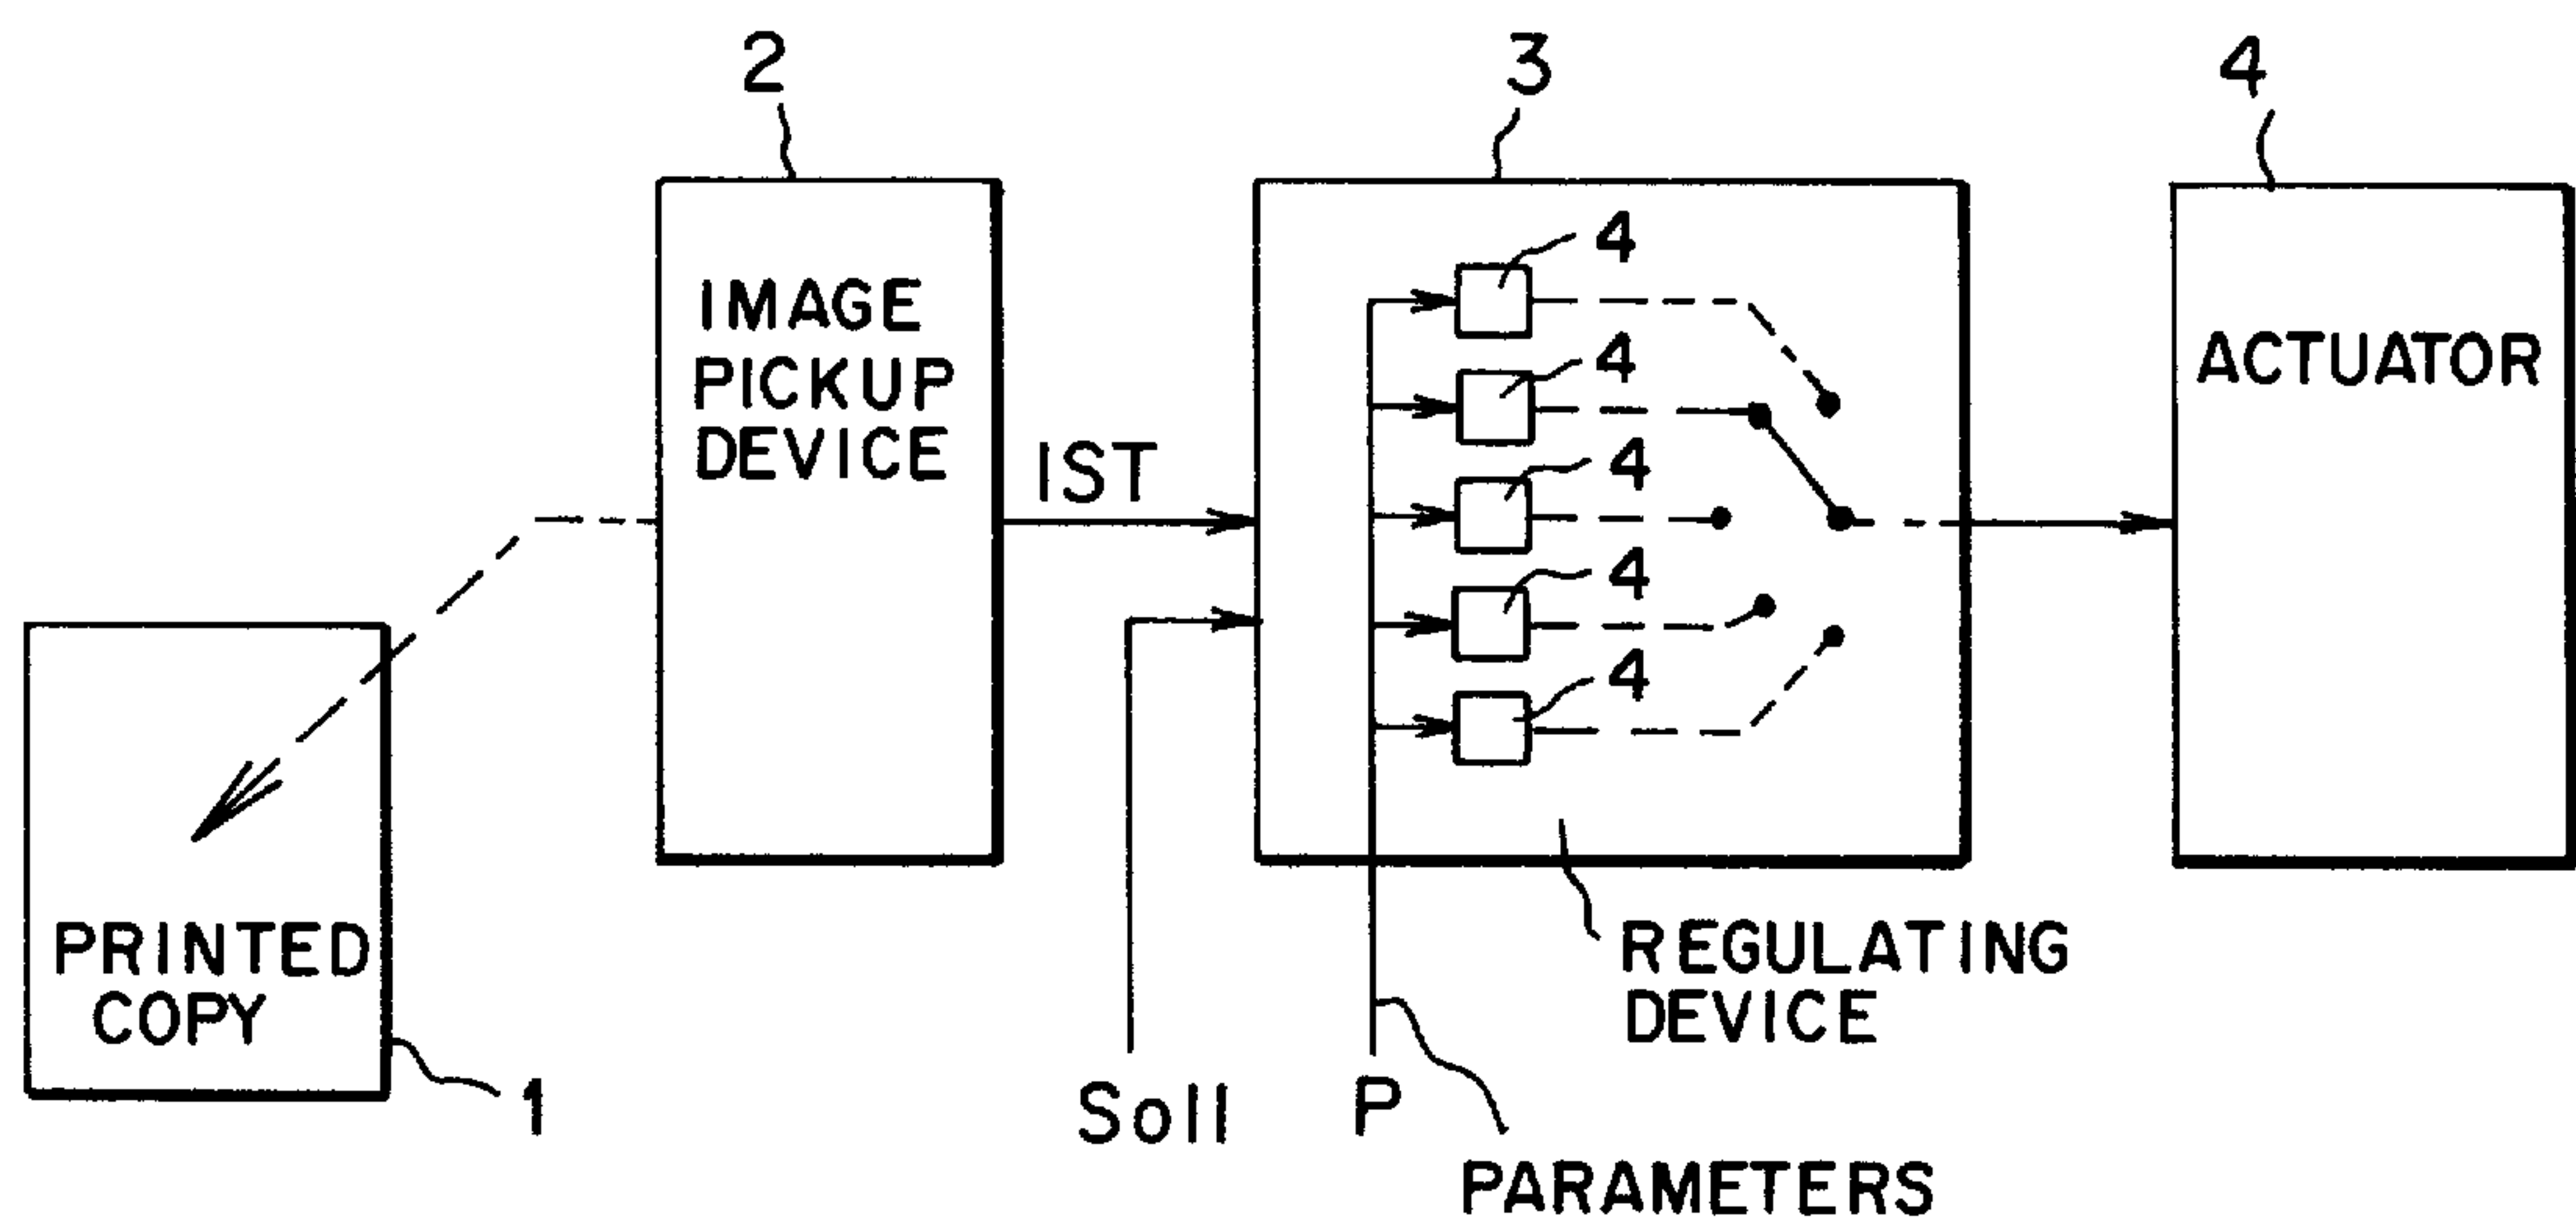 2
3
4
IMAGE
PICKUP
DEVICE
IST
4
4
4
4
4
ACTUATOR
PRINTED
COPY
1
Soll
P
REGULATING
DEVICE
PARAMETERS